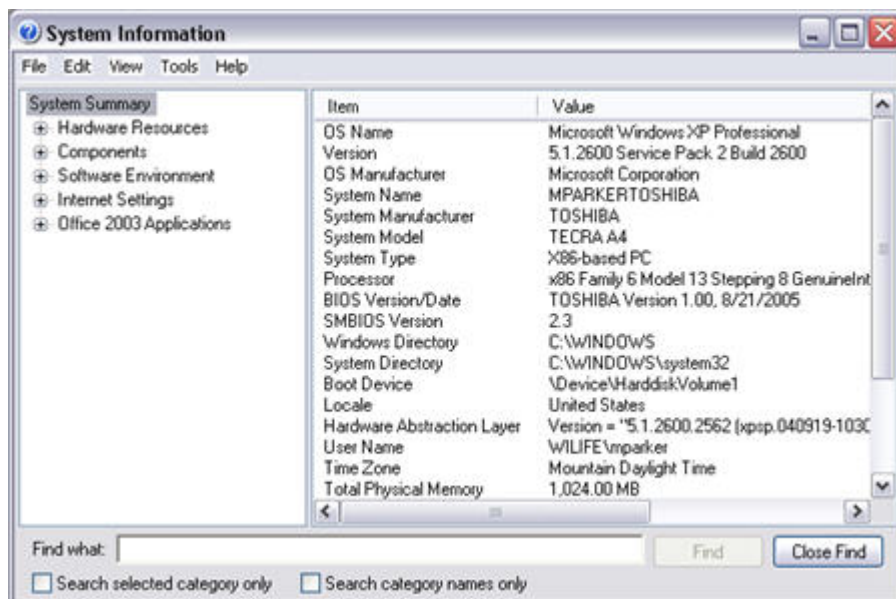 System Information
File Edit View Tools Help
System Summary
Hardware Resources
Components
Software Environment
Internet Settings
Office 2003 Applications
Item Value
OS Name Microsoft Windows XP Professional
Version 5.1.2600 Service Pack 2 Build 2600
OS Manufacturer Microsoft Corporation
System Name MPARKERTOSHIBA
System Manufacturer TOSHIBA
System Model TECRA A4
System Type X86-based PC
Processor x86 Family 6 Model 13 Stepping 8 GenuineInt
BIOS Version/Date TOSHIBA Version 1.00, 8/21/2005
SMBIOS Version 2.3
Windows Directory C:\WINDOWS
System Directory C:\WINDOWS\system32
Boot Device \Device\HarddiskVolume1
Locale United States
Hardware Abstraction Layer Version = "5.1.2600.2562 (xpsp.040919-1030
User Name WILIFE\mparker
Time Zone Mountain Daylight Time
Total Physical Memory 1,024.00 MB
Find what: Find Close Find
Search selected category only Search category names only